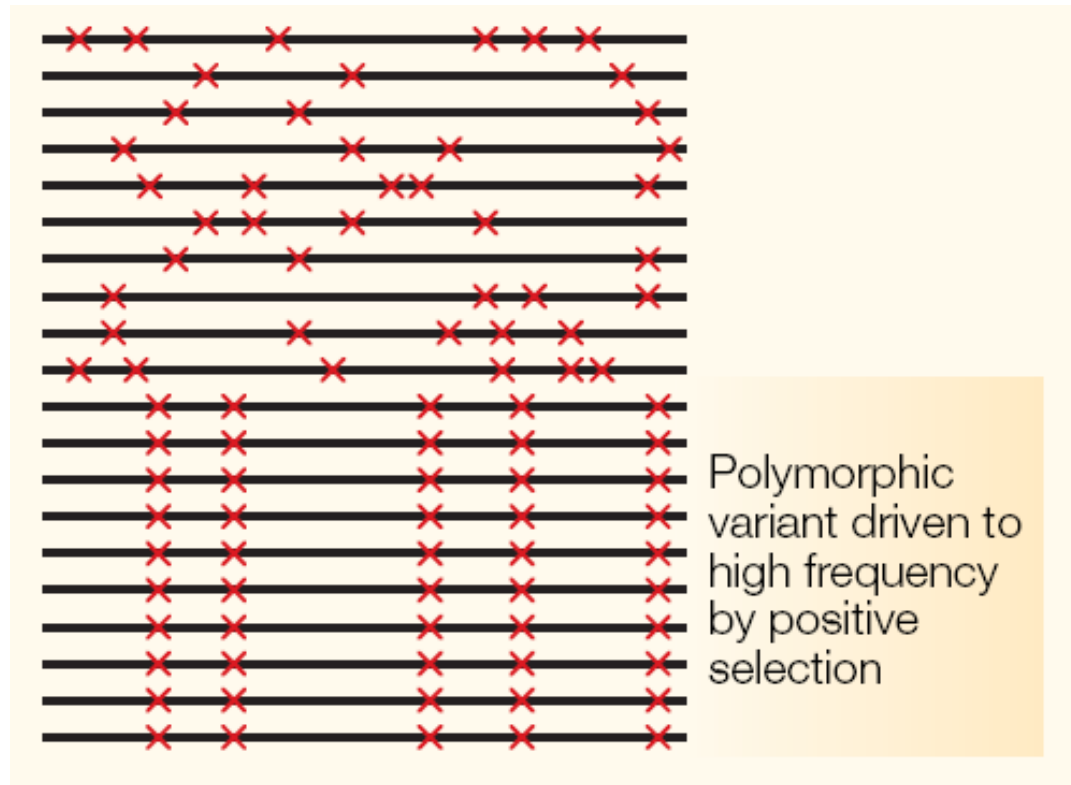 Polymorphic
variant driven to
high frequency
by positive
selection